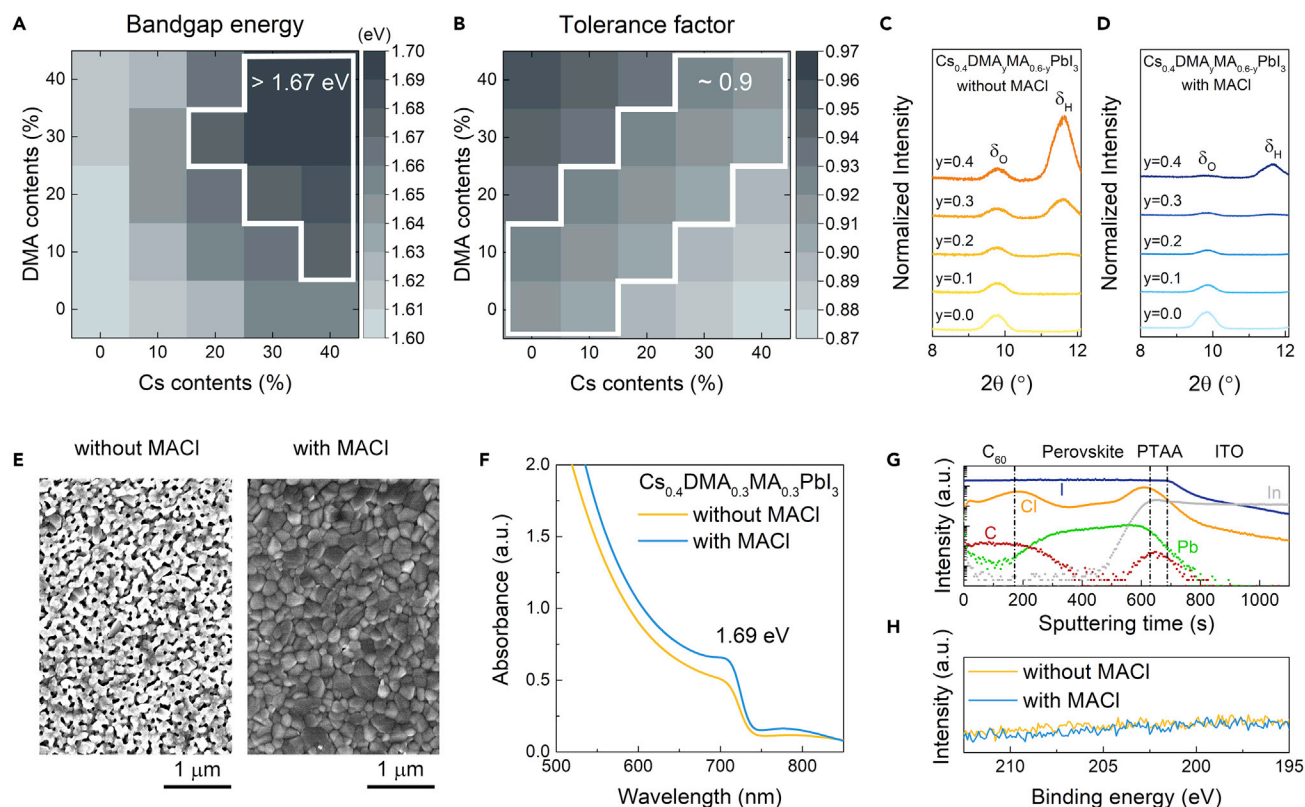 A
Bandgap energy
(eV)
> 1.67 eV
DMA contents (%)
40
30
20
10
0
0 10 20 30 40
Cs contents (%)
1.70
1.69
1.68
1.67
1.66
1.65
1.64
1.63
1.62
1.61
1.60
B
Tolerance factor
~ 0.9
DMA contents (%)
40
30
20
10
0
0 10 20 30 40
Cs contents (%)
0.97
0.96
0.95
0.94
0.93
0.92
0.91
0.90
0.89
0.88
0.87
C
Cs0.4DMAyMA0.6-yPbI3
without MACl
δH
δO
y=0.4
y=0.3
y=0.2
y=0.1
y=0.0
Normalized Intensity
8 10 12
2θ (°)
D
Cs0.4DMAyMA0.6-yPbI3
with MACl
δH
δO
y=0.4
y=0.3
y=0.2
y=0.1
y=0.0
Normalized Intensity
8 10 12
2θ (°)
E
without MACl
with MACl
1 μm
1 μm
F
Cs0.4DMA0.3MA0.3PbI3
without MACl
with MACl
1.69 eV
Absorbance (a.u.)
2.0
1.5
1.0
0.5
0.0
500 600 700 800
Wavelength (nm)
G
C60 Perovskite PTAA ITO
I
In
Cl
C
Pb
Intensity (a.u.)
0 200 400 600 800 1000
Sputtering time (s)
H
without MACl
with MACl
Intensity (a.u.)
210 205 200 195
Binding energy (eV)